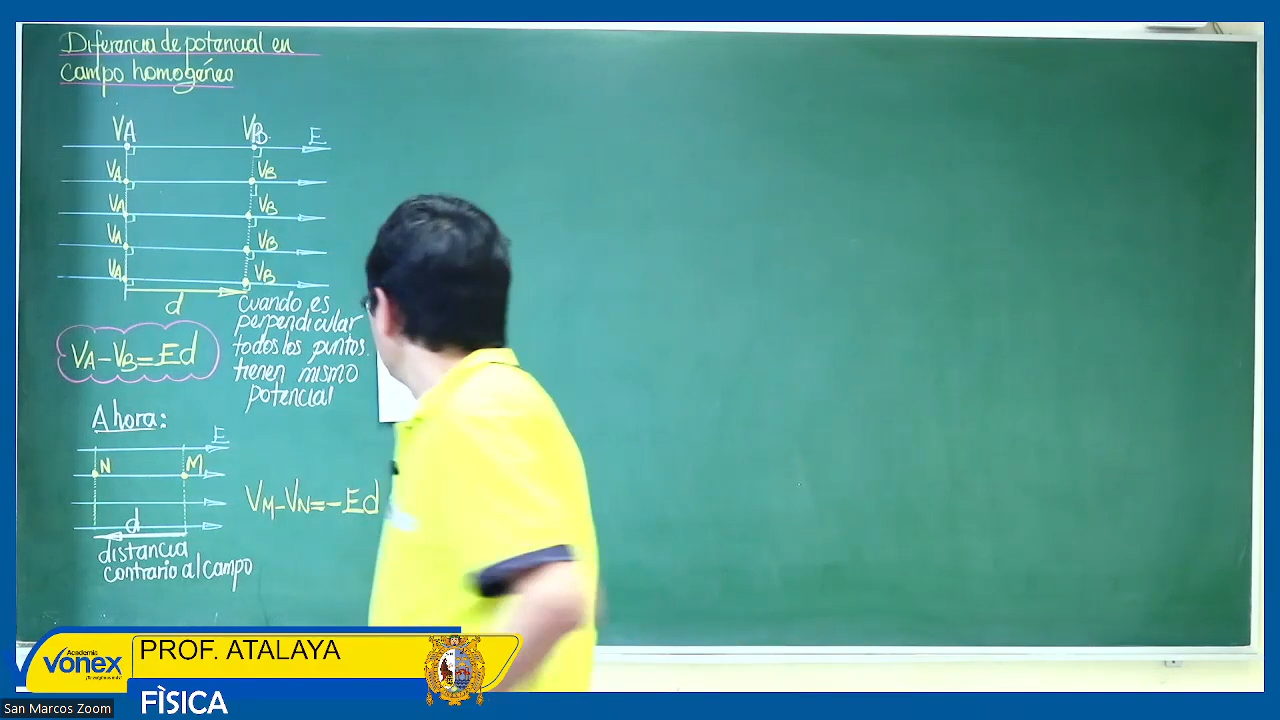 Diferencia de potencial en
campo homogéneo
VA VB E
VA VB
VA VB
VA VB
VA VB
d
VA-VB=Ed
cuando es
perpendicular
todos los puntos.
tienen mismo
potencial
Ahora:
E
N M
d
distancia
contrario al campo
VM-VN=-Ed
Academia
vonex
PROF. ATALAYA
FÌSICA
San Marcos Zoom